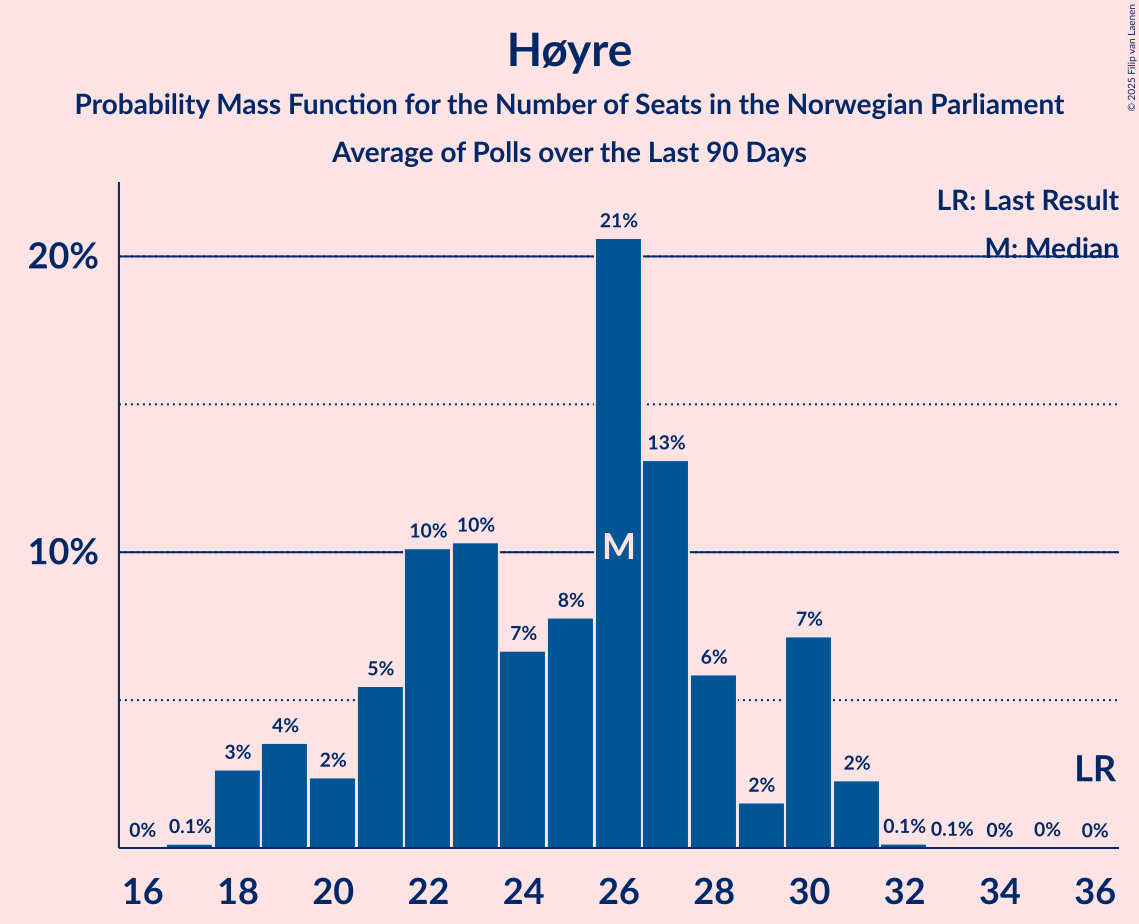 Høyre
Probability Mass Function for the Number of Seats in the Norwegian Parliament
Average of Polls over the Last 90 Days
© 2025 Filip van Laenen
LR: Last Result
M: Median
20%
10%
0% 0.1% 3% 4% 2% 5% 10% 10% 7% 8% 21% 13% 6% 2% 7% 2% 0.1% 0.1% 0% 0% 0%
M
LR
16 18 20 22 24 26 28 30 32 34 36